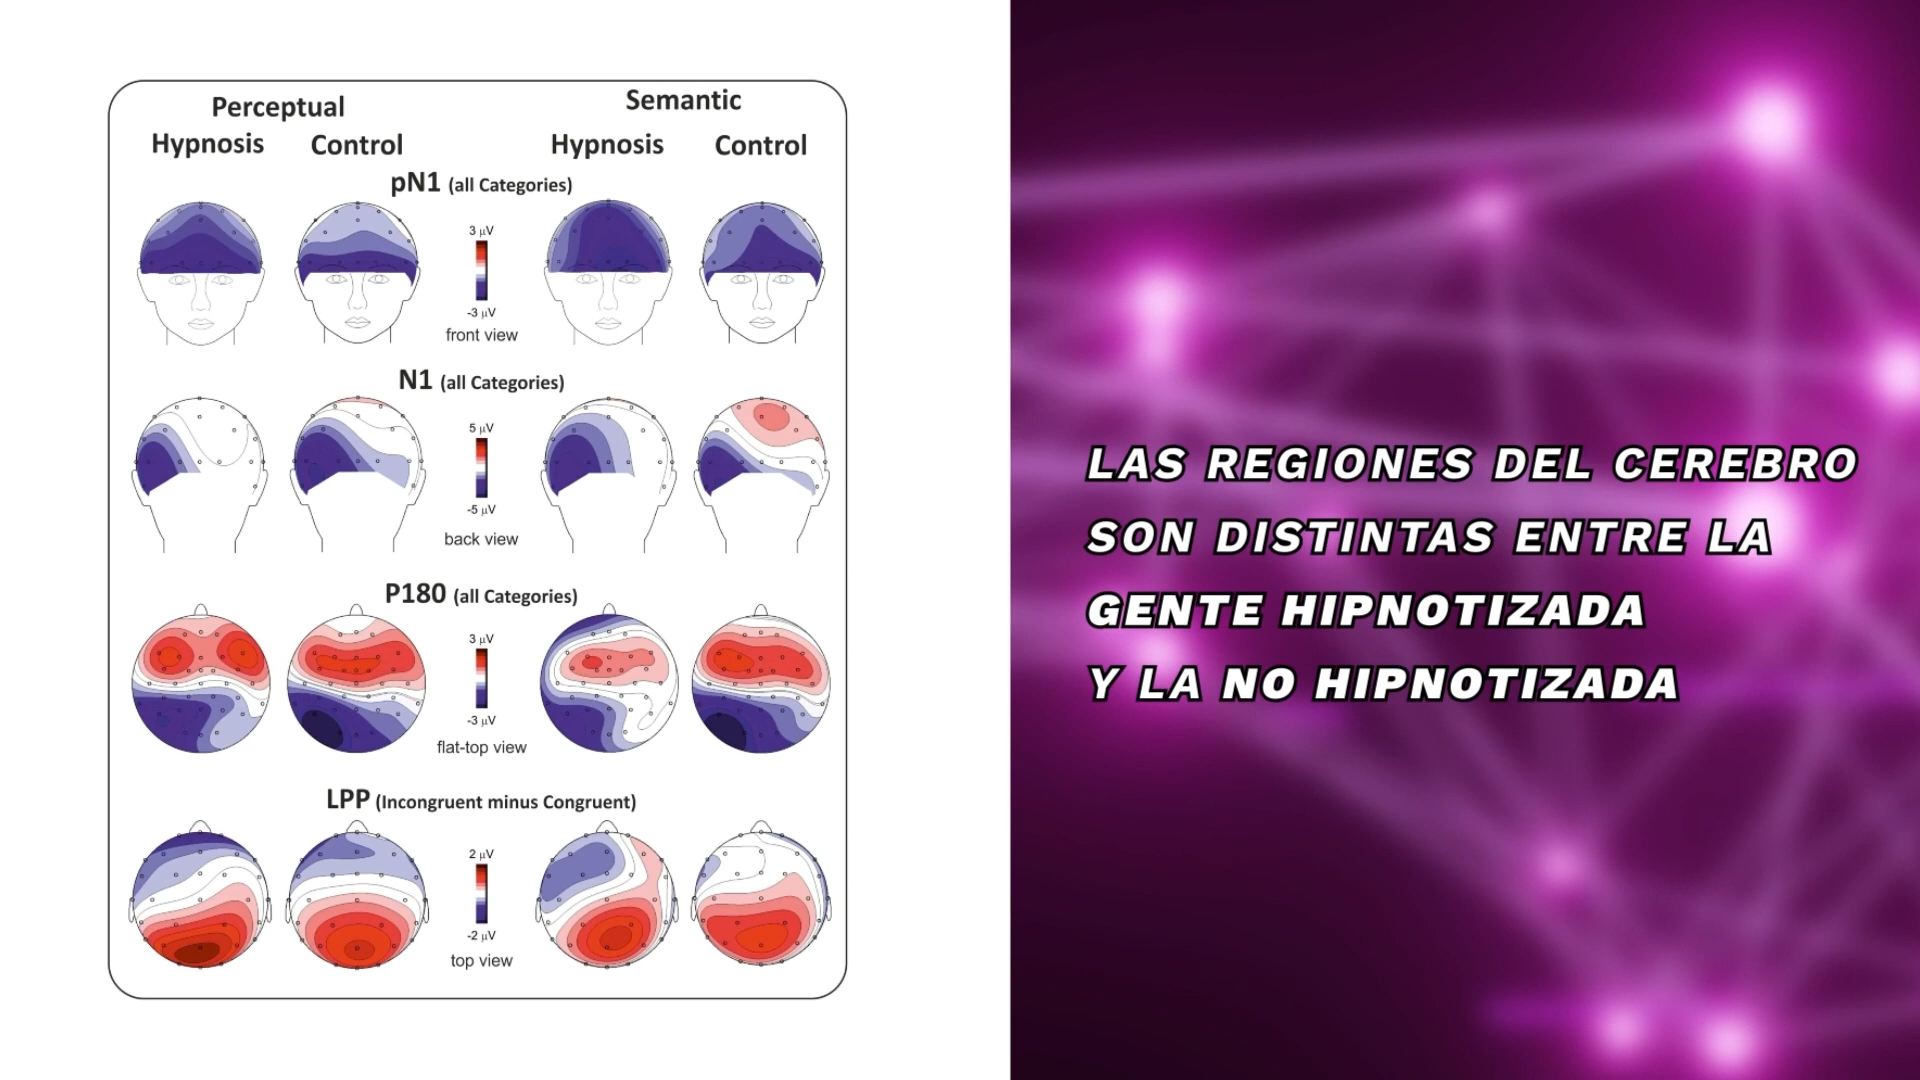 Perceptual
Semantic
Hypnosis Control
Hypnosis Control
pN1 (all Categories)
3 µV
-3 µV
front view
N1 (all Categories)
5 µV
-5 µV
back view
P180 (all Categories)
3 µV
-3 µV
flat-top view
LPP (Incongruent minus Congruent)
2 µV
-2 µV
top view
LAS REGIONES DEL CEREBRO
SON DISTINTAS ENTRE LA
GENTE HIPNOTIZADA
Y LA NO HIPNOTIZADA